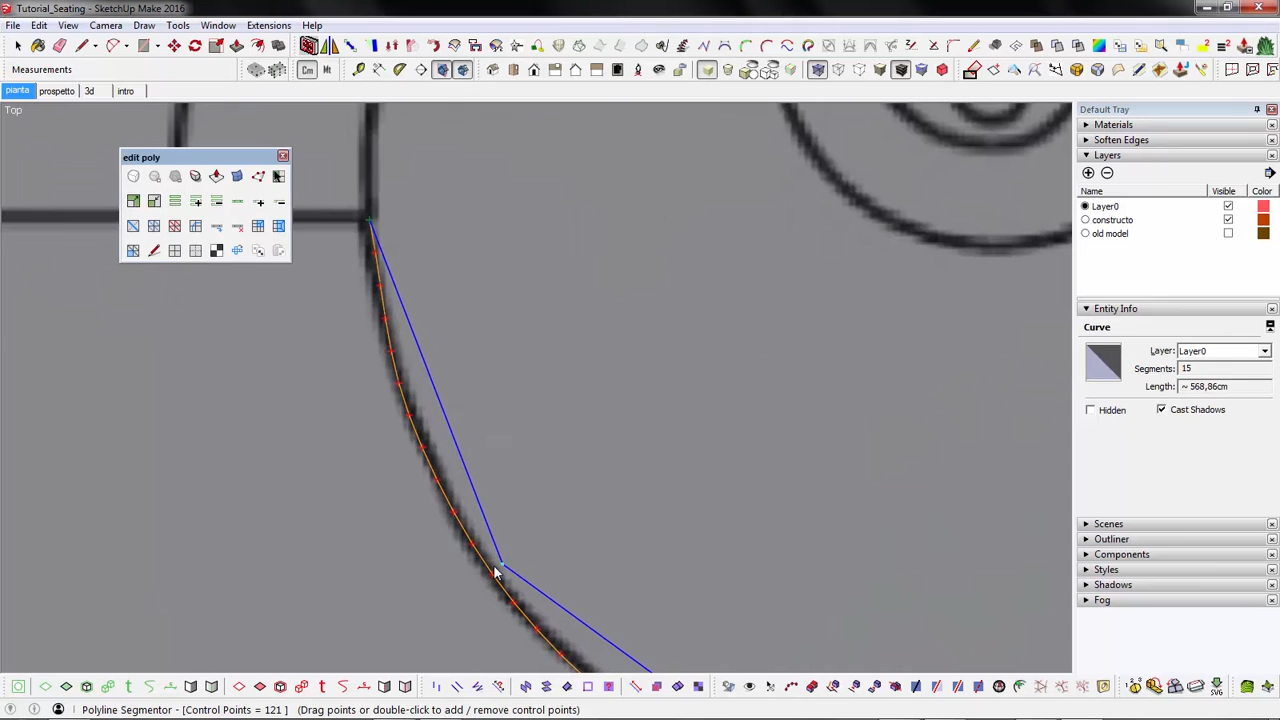 Tutorial_Seating - SketchUp Make 2016
File Edit View Camera Draw Tools Window Extensions Help
Measurements
Cm Mt
pianta prospetto 3d intro
Top
edit poly
Default Tray
Materials
Soften Edges
Layers
Name Visible Color
Layer0
constructo
old model
Entity Info
Curve
Layer: Layer0
Segments: 15
Length: ~ 568,86cm
Hidden Cast Shadows
Scenes
Outliner
Components
Styles
Shadows
Fog
Polyline Segmentor - [Control Points = 121 ] (Drag points or double-click to add / remove control points)